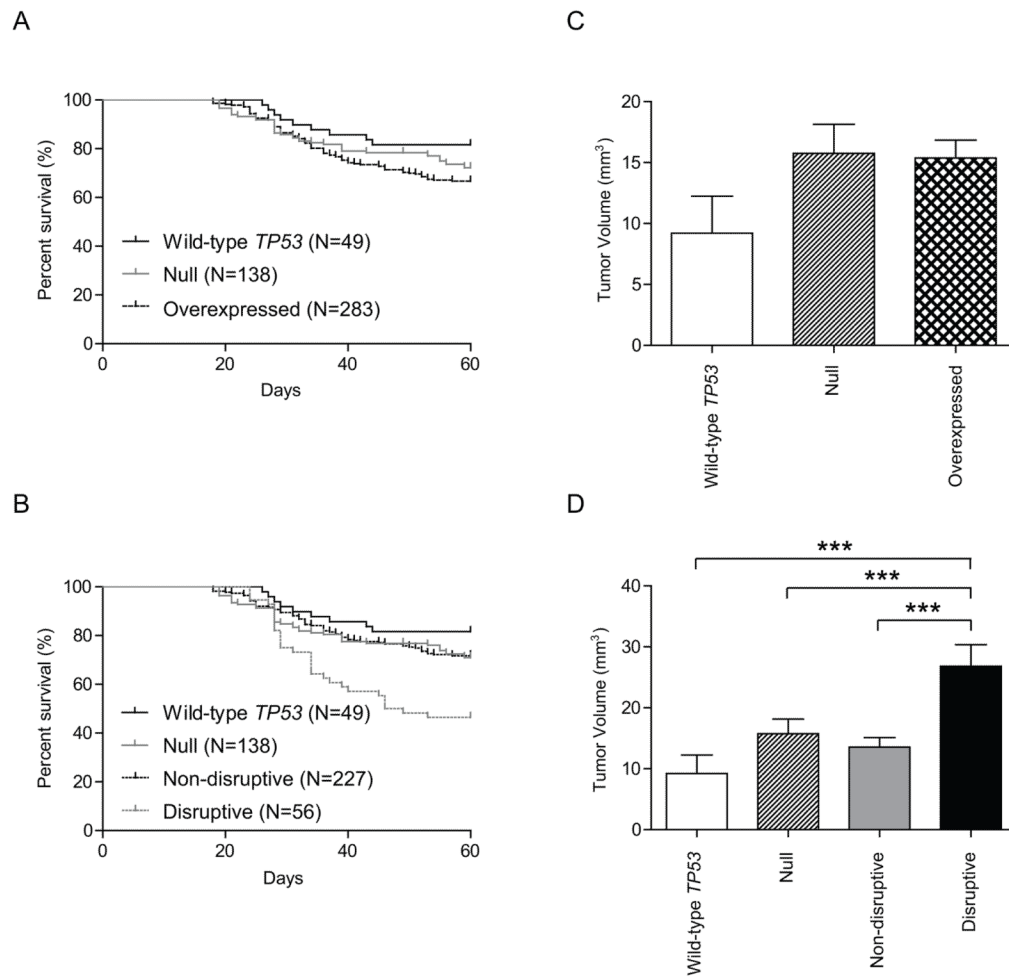 A
Percent survival (%)
100
80
60
40
20
0
Wild-type TP53 (N=49)
Null (N=138)
Overexpressed (N=283)
0 20 40 60
Days
C
Tumor Volume (mm³)
20
15
10
5
0
Wild-type TP53
Null
Overexpressed
B
Percent survival (%)
100
80
60
40
20
0
Wild-type TP53 (N=49)
Null (N=138)
Non-disruptive (N=227)
Disruptive (N=56)
0 20 40 60
Days
D
***
***
***
Tumor Volume (mm³)
40
30
20
10
0
Wild-type TP53
Null
Non-disruptive
Disruptive